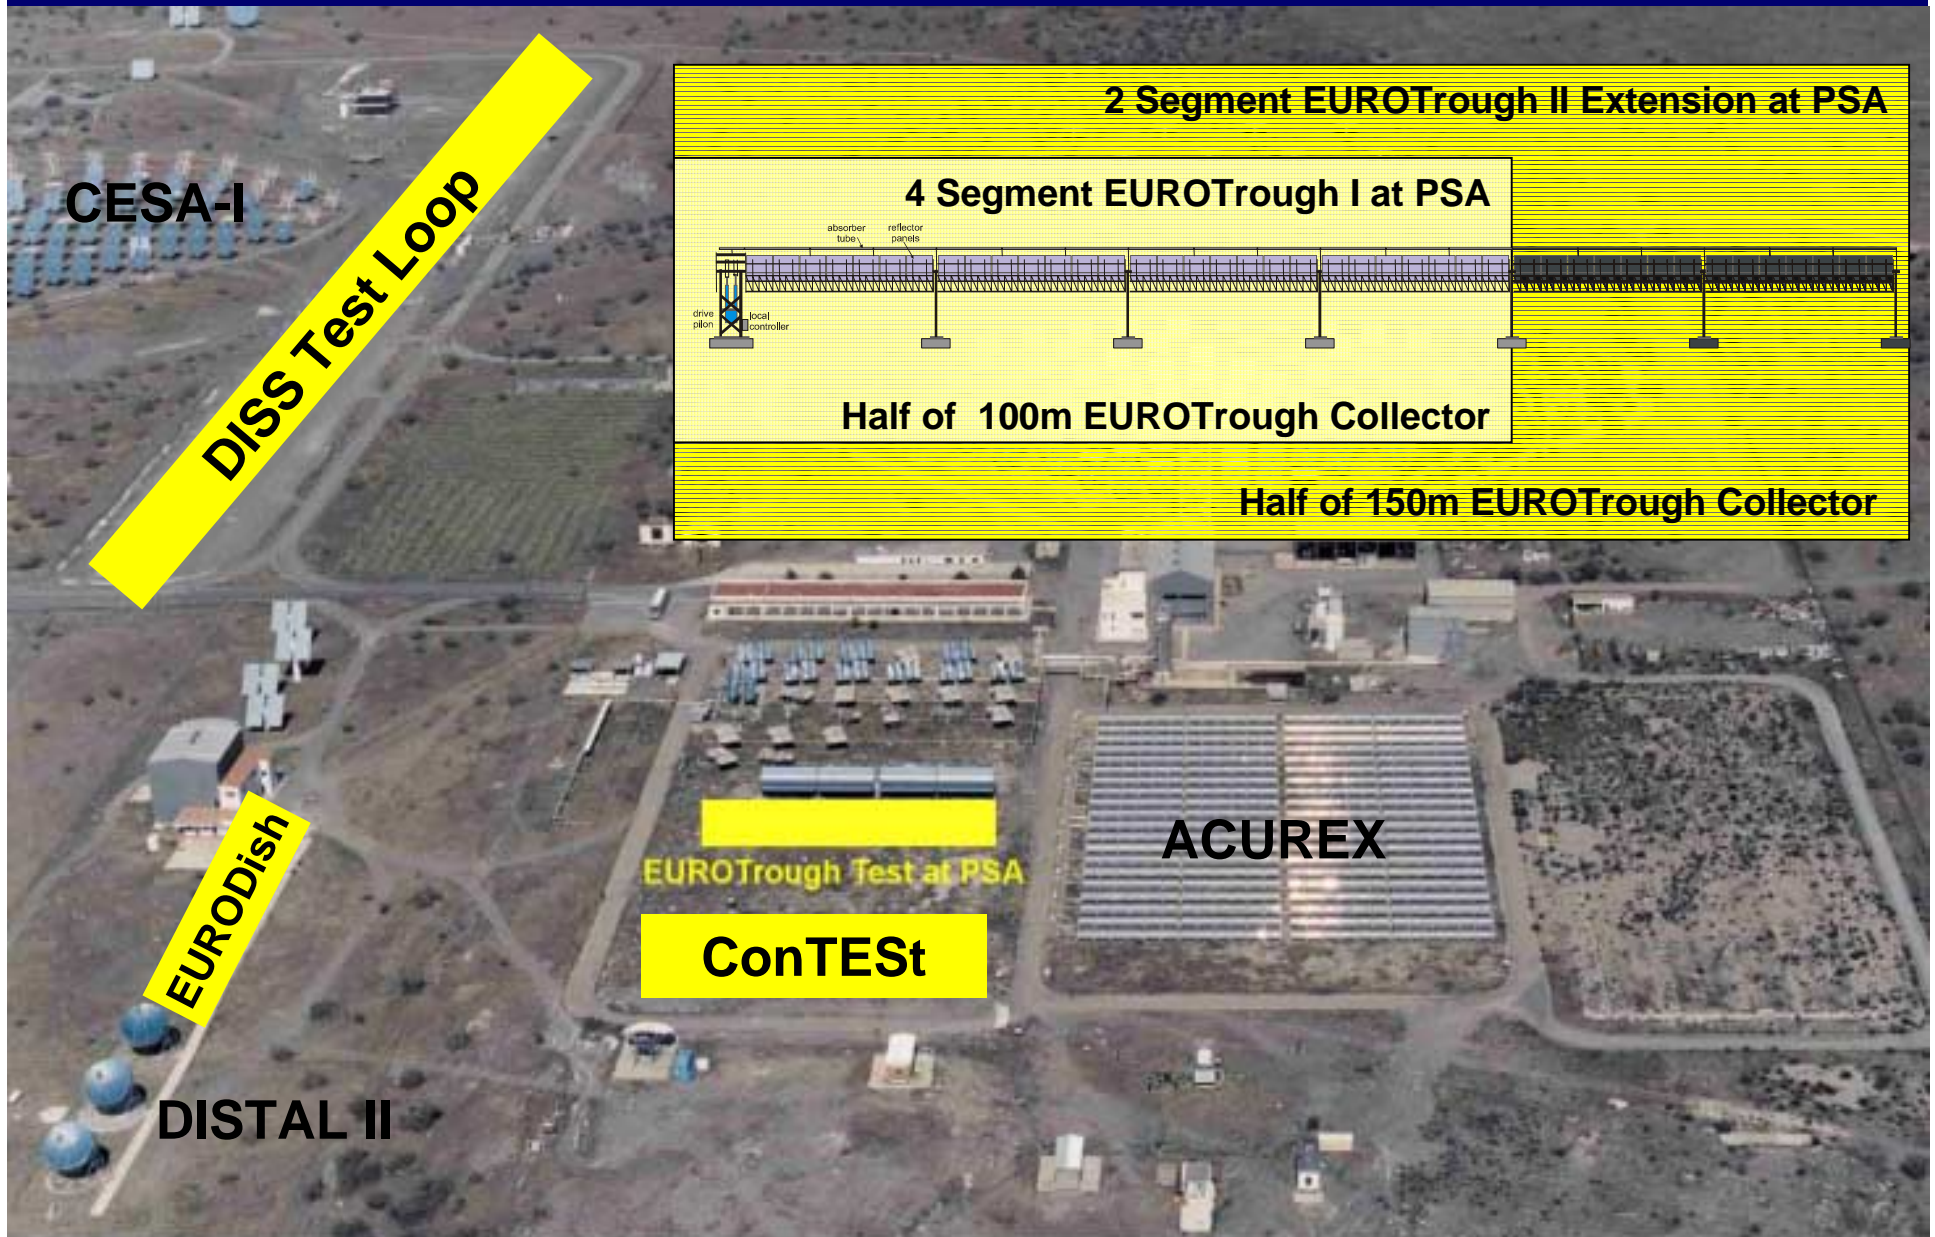 2 Segment EUROTrough II Extension at PSA
4 Segment EUROTrough I at PSA
absorber
tube
reflector
panels
drive
pilon
local
controller
Half of 100m EUROTrough Collector
Half of 150m EUROTrough Collector
CESA-I
DISS Test Loop
EURODish
DISTAL II
EUROTrough Test at PSA
ConTESt
ACUREX